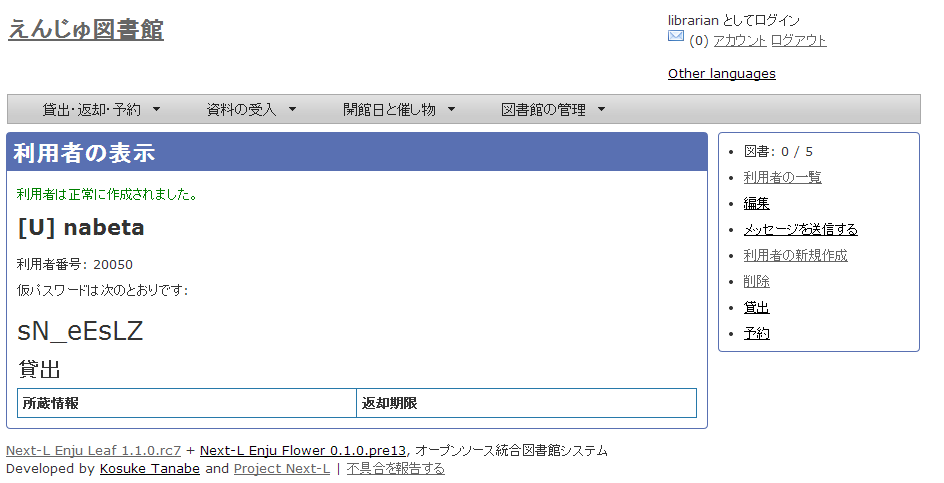 えんじゅ図書館
librarian としてログイン
(0) アカウント ログアウト
Other languages
貸出・返却・予約 資料の受入 開館日と催し物 図書館の管理
利用者の表示
利用者は正常に作成されました。
[U] nabeta
利用者番号: 20050
仮パスワードは次のとおりです:
sN_eEsLZ
貸出
所蔵情報 返却期限
図書: 0 / 5
利用者の一覧
編集
メッセージを送信する
利用者の新規作成
削除
貸出
予約
Next-L Enju Leaf 1.1.0.rc7 + Next-L Enju Flower 0.1.0.pre13, オープンソース統合図書館システム
Developed by Kosuke Tanabe and Project Next-L | 不具合を報告する